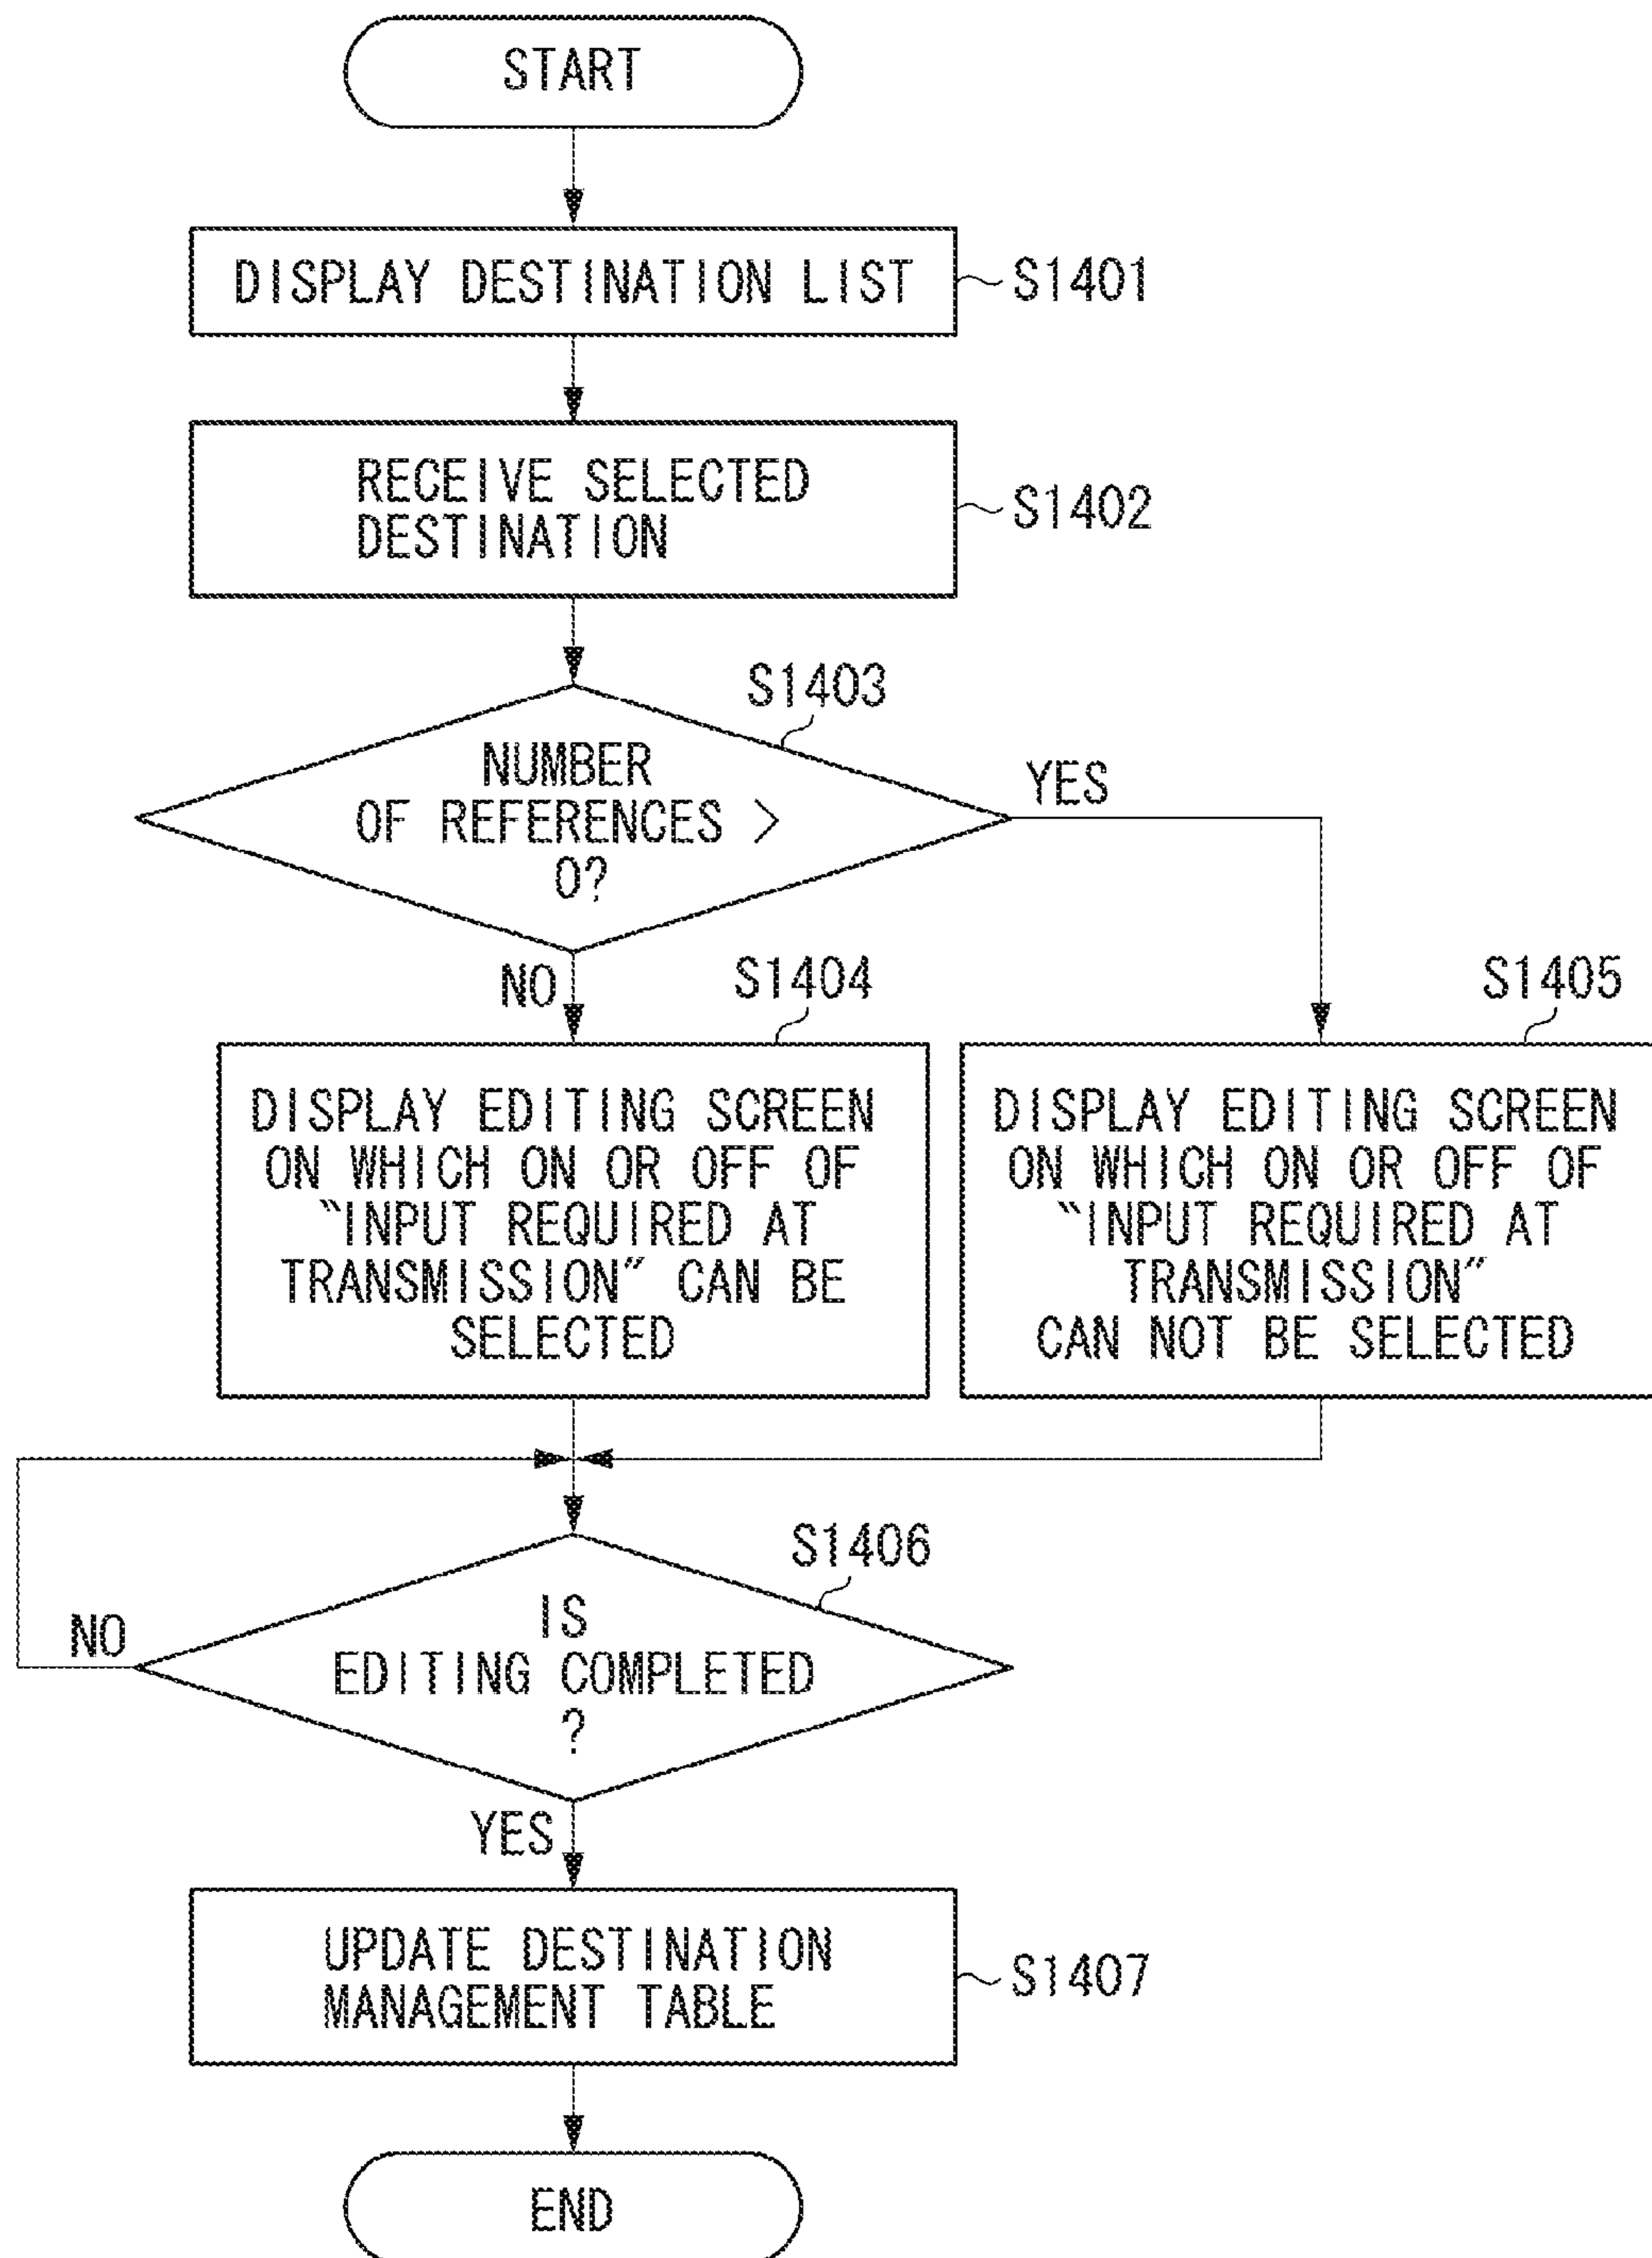 START
DISPLAY DESTINATION LIST
S1401
RECEIVE SELECTED
DESTINATION
S1402
S1403
NUMBER
OF REFERENCES >
0?
YES
NO
S1404
DISPLAY EDITING SCREEN
ON WHICH ON OR OFF OF
“INPUT REQUIRED AT
TRANSMISSION” CAN BE
SELECTED
S1405
DISPLAY EDITING SCREEN
ON WHICH ON OR OFF OF
“INPUT REQUIRED AT
TRANSMISSION”
CAN NOT BE SELECTED
S1406
IS
EDITING COMPLETED
?
NO
YES
UPDATE DESTINATION
MANAGEMENT TABLE
S1407
END